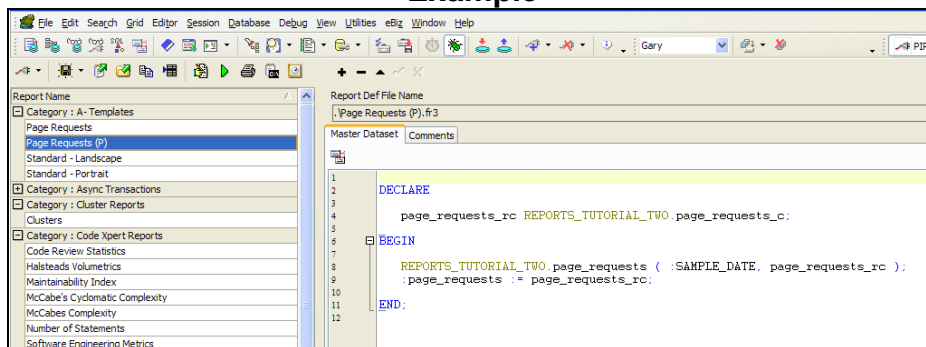 Example
File Edit Search Grid Editor Session Database Debug View Utilities eBiz Window Help
Gary
Report Name
Category : A- Templates
Page Requests
Page Requests (P)
Standard - Landscape
Standard - Portrait
Category : Async Transactions
Category : Cluster Reports
Clusters
Category : Code Xpert Reports
Code Review Statistics
Halsteads Volumetrics
Maintainability Index
McCabe's Cyclomatic Complexity
McCabes Complexity
Number of Statements
Software Engineering Metrics
Report Def File Name
.\Page Requests (P).fr3
Master Dataset Comments
1
2 DECLARE
3
4 page_requests_rc REPORTS_TUTORIAL_TWO.page_requests_c;
5
6 BEGIN
7
8 REPORTS_TUTORIAL_TWO.page_requests ( :SAMPLE_DATE, page_requests_rc );
9 :page_requests := page_requests_rc;
10
11 END;
12